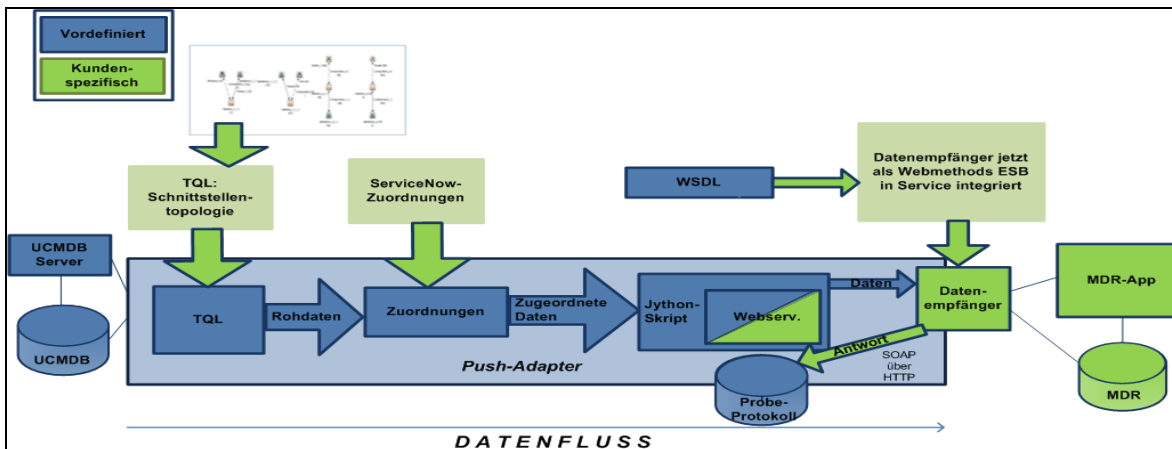 Vordefiniert
Kunden-
spezifisch
TQL:
Schnittstellen-
topologie
ServiceNow-
Zuordnungen
WSDL
Datenempfänger jetzt
als Webmethods ESB
in Service integriert
UCMDB
Server
UCMDB
TQL
Rohdaten
Zuordnungen
Zugeordnete
Daten
Jython-
Skript
Webserv.
Daten
Daten-
empfänger
MDR-App
MDR
Antwort
SOAP
über
HTTP
Push-Adapter
Probe-
Protokoll
DATENFLUSS